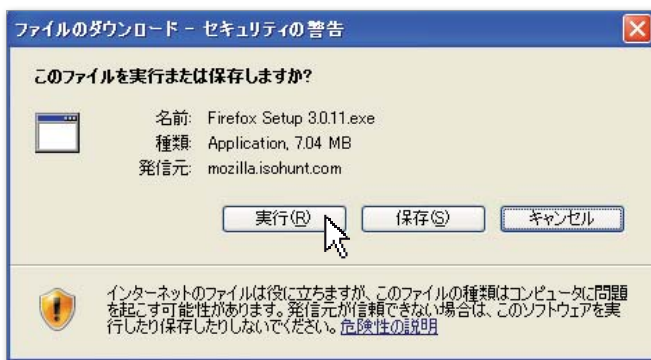 ファイルのダウンロード - セキュリティの警告
このファイルを実行または保存しますか?
名前: Firefox Setup 3.0.11.exe
種類: Application, 7.04 MB
発信元: mozilla.isohunt.com
実行(R) 保存(S) キャンセル
インターネットのファイルは役に立ちますが、このファイルの種類はコンピュータに問題
を起こす可能性があります。発信元が信頼できない場合は、このソフトウェアを実
行したり保存したりしないでください。危険性の説明